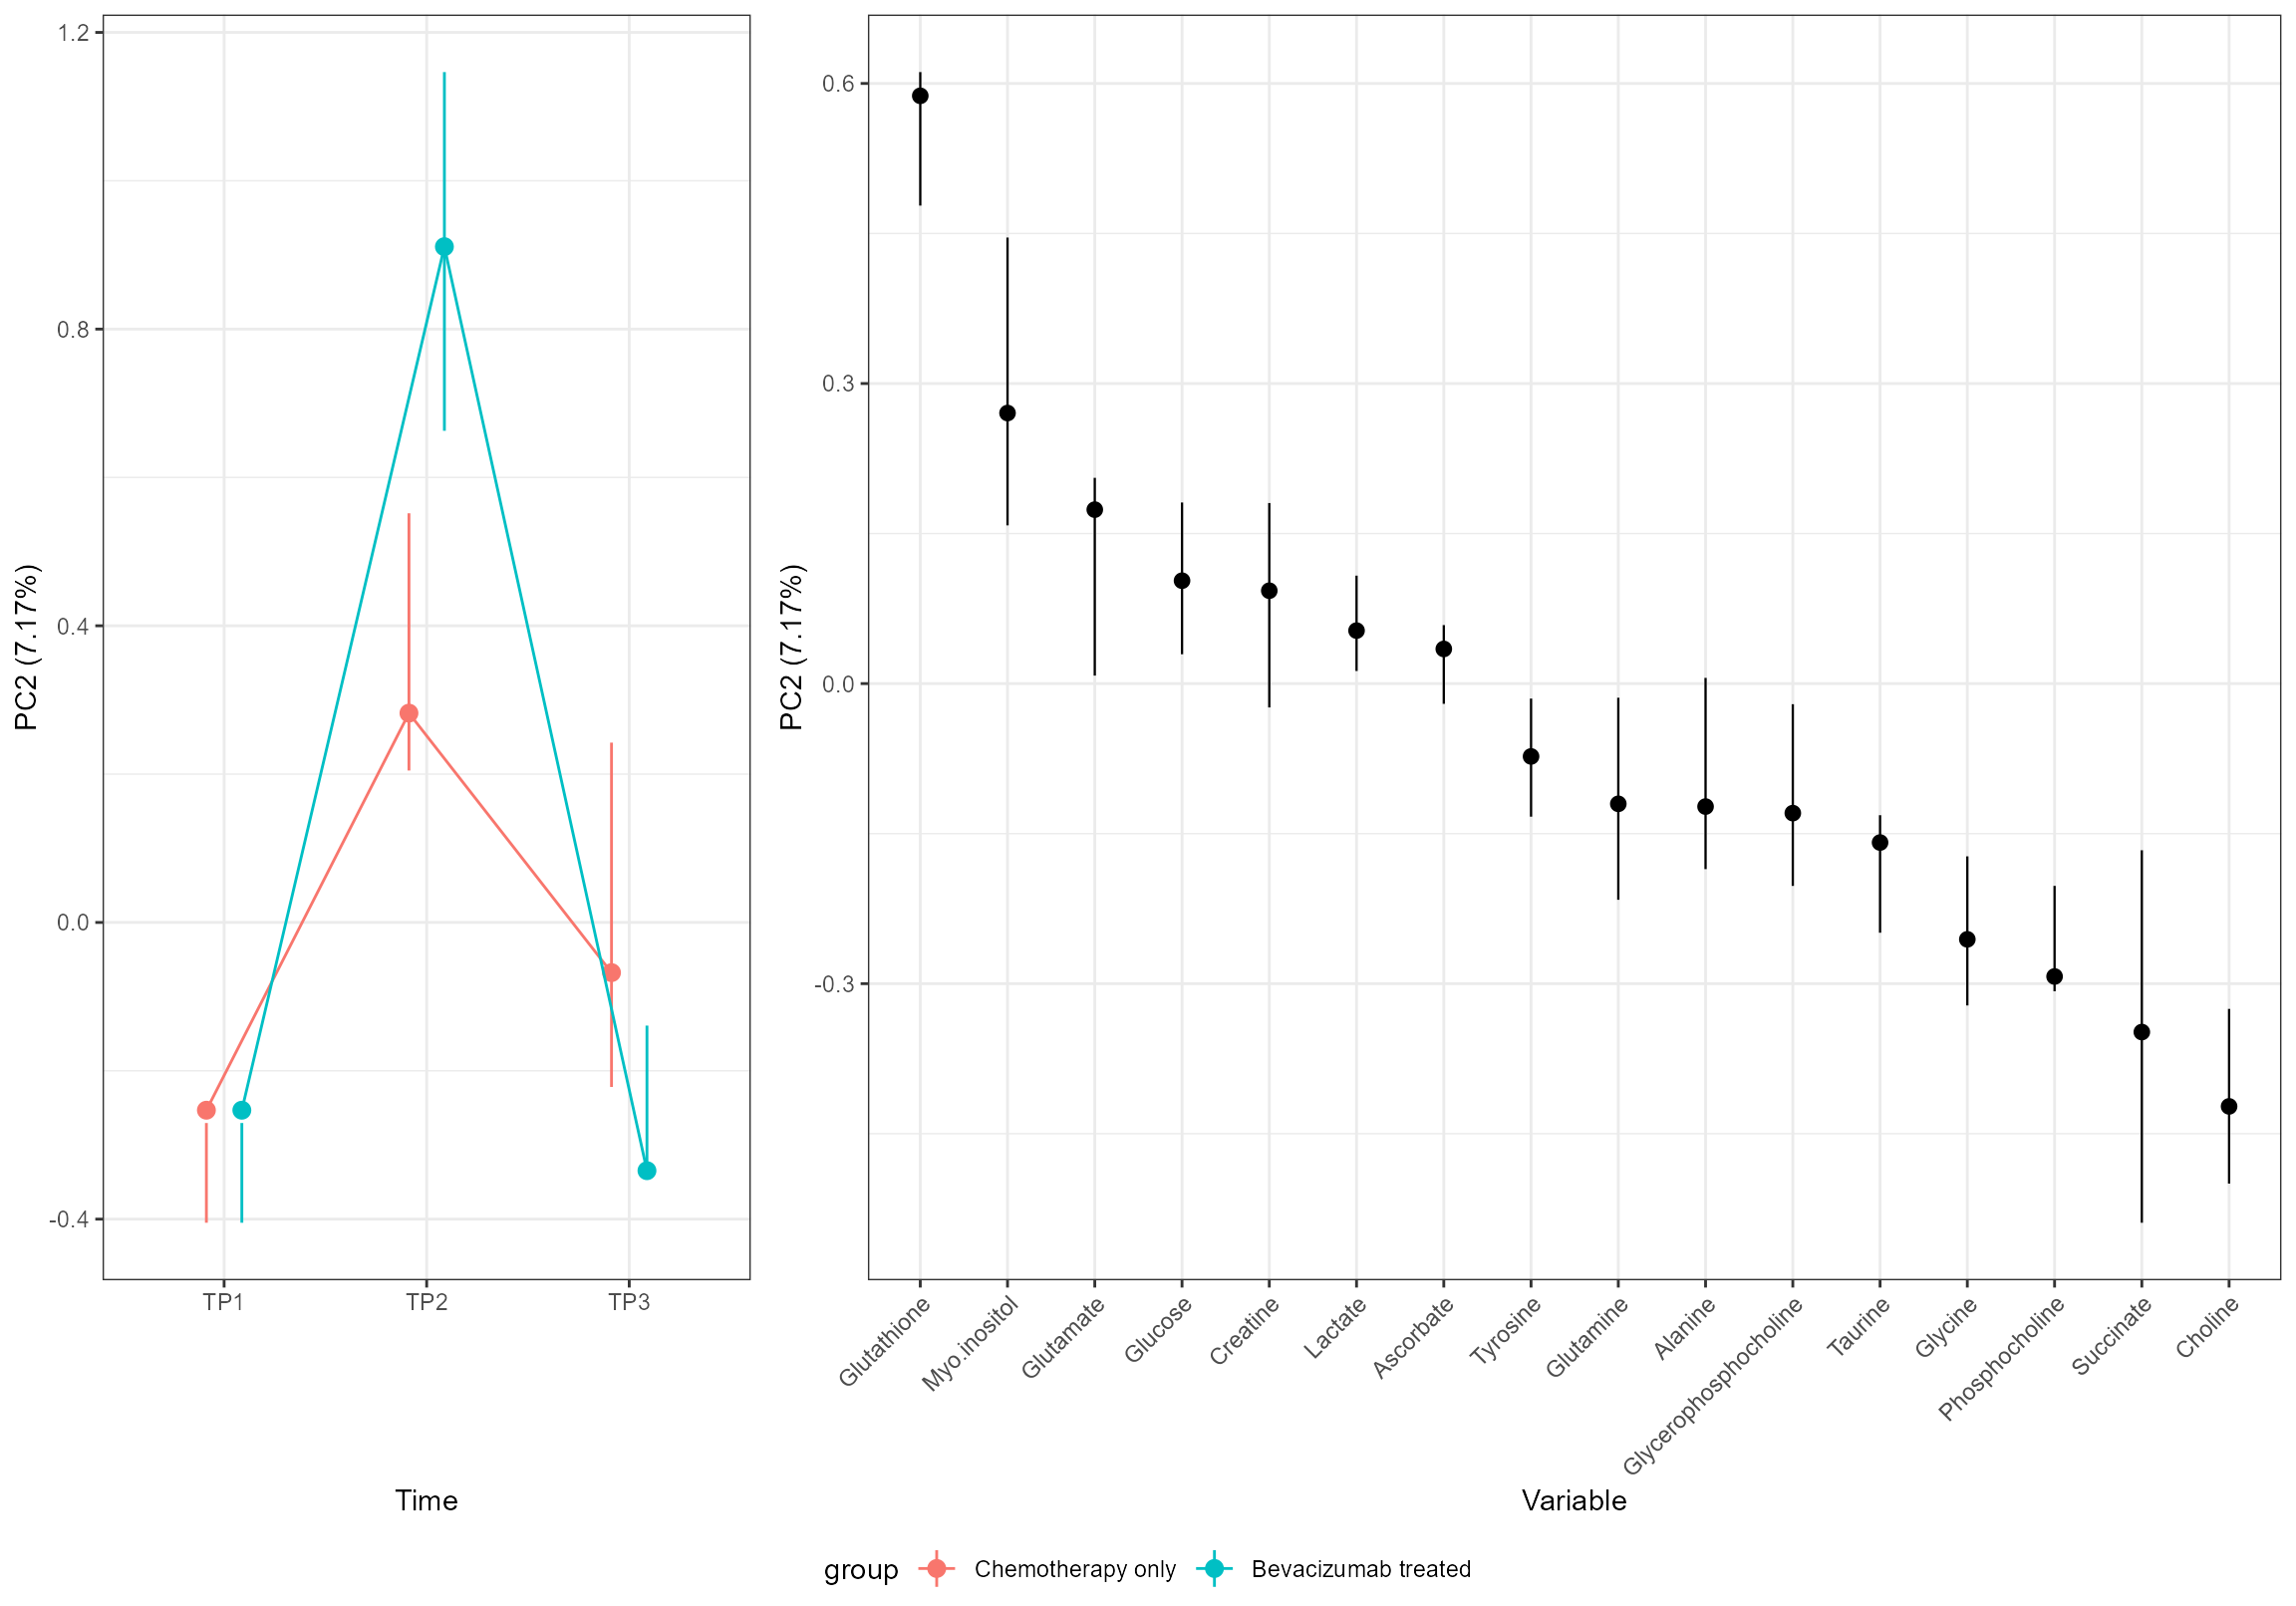 PC2 (7.17%)
1.2
0.8
0.4
0.0
-0.4
TP1 TP2 TP3
Time
PC2 (7.17%)
0.6
0.3
0.0
-0.3
Glutathione
Myo.inositol
Glutamate
Glucose
Creatine
Lactate
Ascorbate
Tyrosine
Glutamine
Alanine
Glycerophosphocholine
Taurine
Glycine
Phosphocholine
Succinate
Choline
Variable
group Chemotherapy only Bevacizumab treated